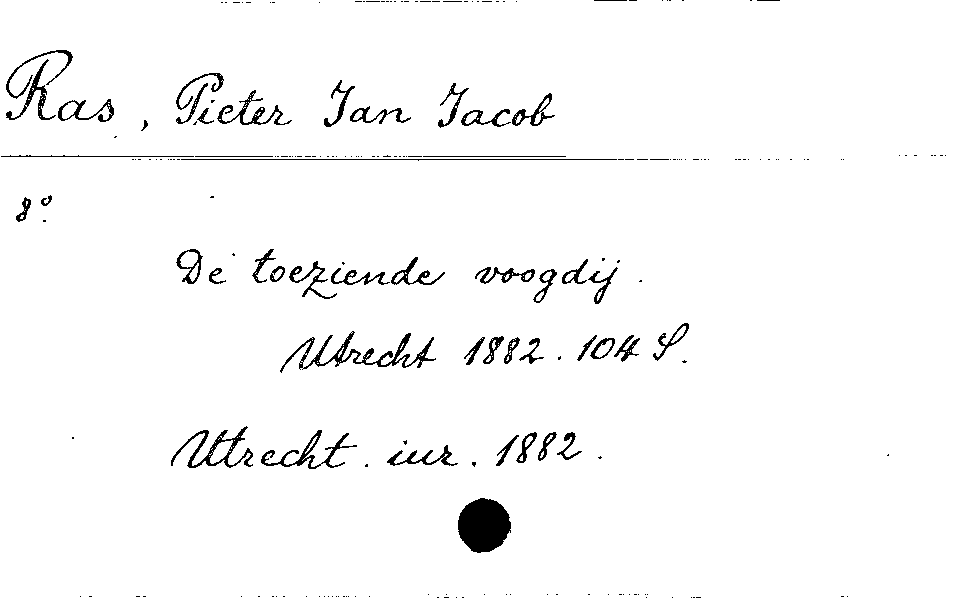 Ras, Pieter Jan Jacob
8°.
De toeziende voogdij.
Utrecht 1882. 104 S.
Utrecht. iur. 1882.